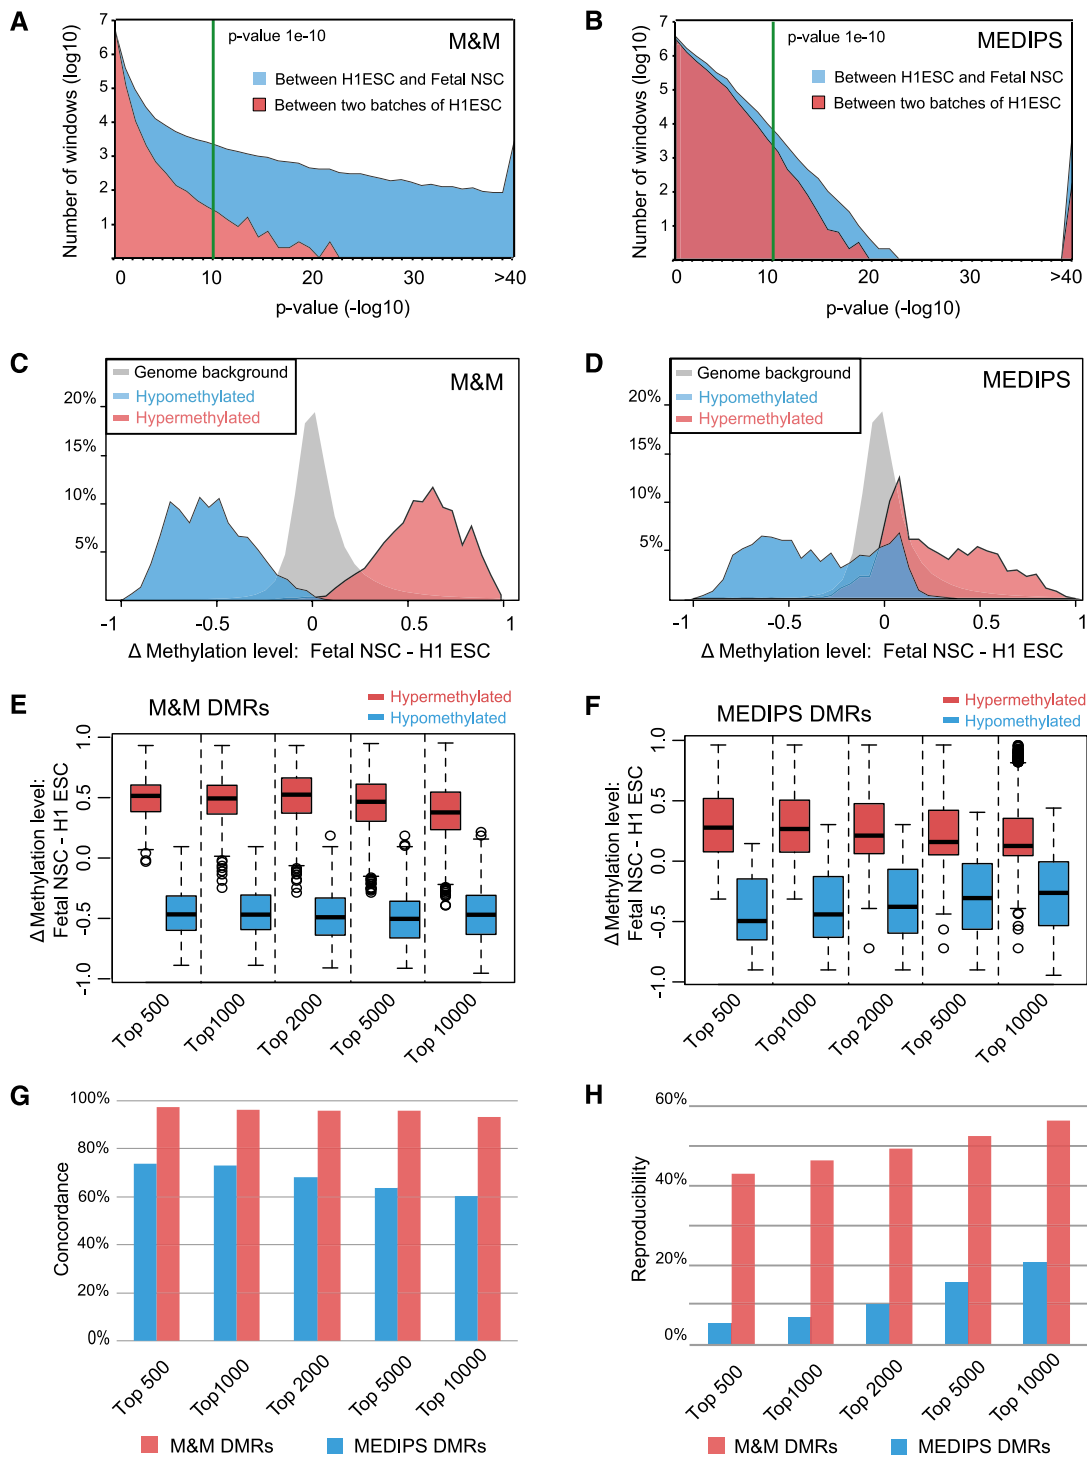 A
M&M
p-value 1e-10
Between H1ESC and Fetal NSC
Between two batches of H1ESC
Number of windows (log10)
7
6
5
4
3
2
1
0
10
20
30
>40
p-value (-log10)
B
MEDIPS
p-value 1e-10
Between H1ESC and Fetal NSC
Between two batches of H1ESC
Number of windows (log10)
7
6
5
4
3
2
1
0
10
20
30
>40
p-value (-log10)
C
Genome background
Hypomethylated
Hypermethylated
M&M
20%
15%
10%
5%
-1
-0.5
0
0.5
1
Δ Methylation level: Fetal NSC - H1 ESC
D
Genome background
Hypomethylated
Hypermethylated
MEDIPS
20%
15%
10%
5%
-1
-0.5
0
0.5
1
Δ Methylation level: Fetal NSC - H1 ESC
E
M&M DMRs
Hypermethylated
Hypomethylated
ΔMethylation level:
Fetal NSC - H1 ESC
1.0
0.5
0.0
-0.5
-1.0
Top 500
Top1000
Top 2000
Top 5000
Top 10000
F
MEDIPS DMRs
Hypermethylated
Hypomethylated
ΔMethylation level:
Fetal NSC - H1 ESC
1.0
0.5
0.0
-0.5
-1.0
Top 500
Top1000
Top 2000
Top 5000
Top 10000
G
Concordance
100%
80%
60%
40%
20%
0%
Top 500
Top1000
Top 2000
Top 5000
Top 10000
M&M DMRs
MEDIPS DMRs
H
Reproducibility
60%
40%
20%
0%
Top 500
Top1000
Top 2000
Top 5000
Top 10000
M&M DMRs
MEDIPS DMRs